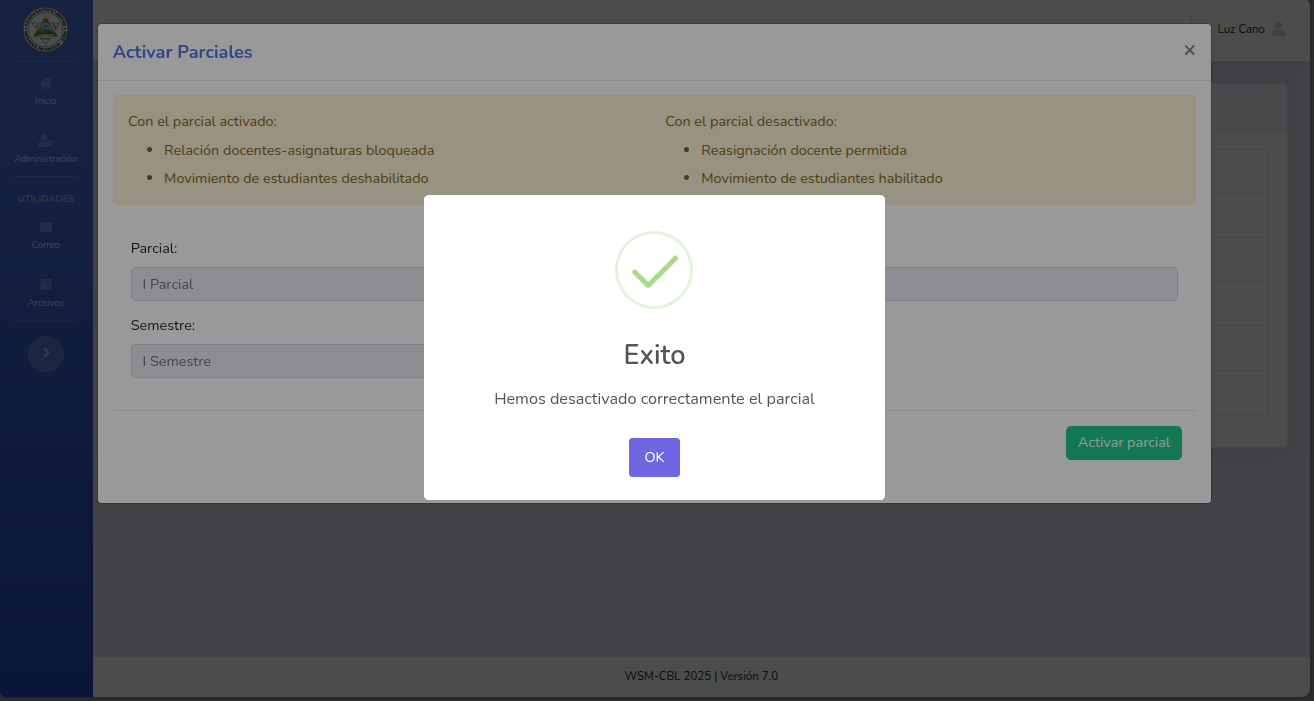 Luz Cano
Inicio
Administración
UTILIDADES
Correo
Archivos
Activar Parciales
×
Con el parcial activado:
• Relación docentes-asignaturas bloqueada
• Movimiento de estudiantes deshabilitado
Con el parcial desactivado:
• Reasignación docente permitida
• Movimiento de estudiantes habilitado
Parcial:
I Parcial
Semestre:
I Semestre
Activar parcial
Exito
Hemos desactivado correctamente el parcial
OK
WSM-CBL 2025 | Versión 7.0